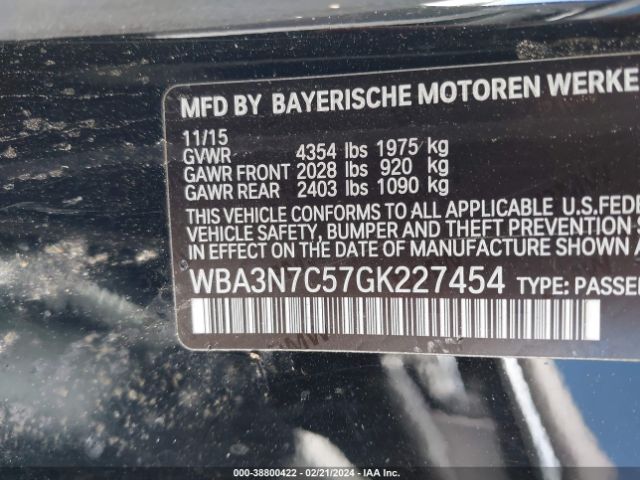 MFD BY BAYERISCHE MOTOREN WERKE
11/15
GVWR 4354 lbs 1975 kg
GAWR FRONT 2028 lbs 920 kg
GAWR REAR 2403 lbs 1090 kg
THIS VEHICLE CONFORMS TO ALL APPLICABLE U.S.FEDE
VEHICLE SAFETY, BUMPER AND THEFT PREVENTION S
IN EFFECT ON THE DATE OF MANUFACTURE SHOWN A
WBA3N7C57GK227454 TYPE: PASSEN
000-38800422 - 02/21/2024 - IAA Inc.